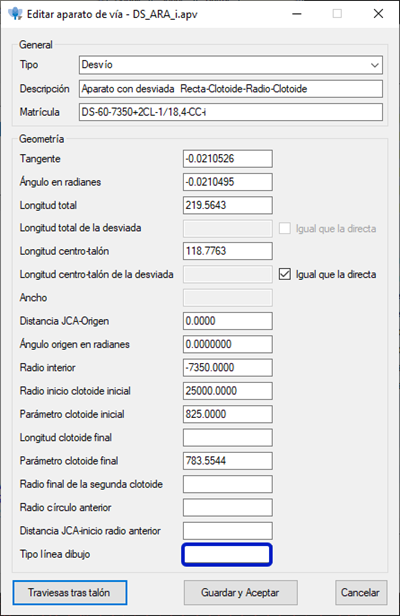 Editar aparato de vía - DS_ARA_i.apv
General
Tipo Desvío
Descripción Aparato con desviada Recta-Clotoide-Radio-Clotoide
Matrícula DS-60-7350+2CL-1/18,4-CC-i
Geometría
Tangente -0.0210526
Ángulo en radianes -0.0210495
Longitud total 219.5643
Longitud total de la desviada Igual que la directa
Longitud centro-talón 118.7763
Longitud centro-talón de la desviada Igual que la directa
Ancho
Distancia JCA-Origen 0.0000
Ángulo origen en radianes 0.0000000
Radio interior -7350.0000
Radio inicio clotoide inicial 25000.0000
Parámetro clotoide inicial 825.0000
Longitud clotoide final
Parámetro clotoide final 783.5544
Radio final de la segunda clotoide
Radio círculo anterior
Distancia JCA-inicio radio anterior
Tipo línea dibujo
Traviesas tras talón Guardar y Aceptar Cancelar